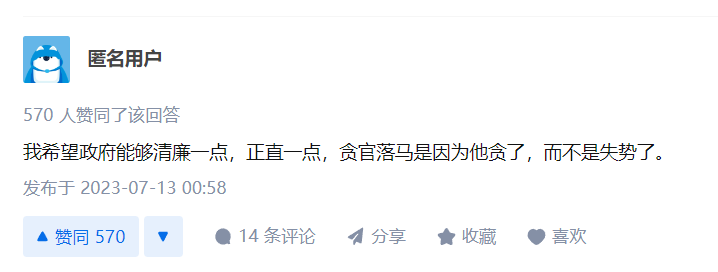 匿名用户
570 人赞同了该回答
我希望政府能够清廉一点，正直一点，贪官落马是因为他贪了，而不是失势了。
发布于 2023-07-13 00:58
赞同 570 14 条评论 分享 收藏 喜欢